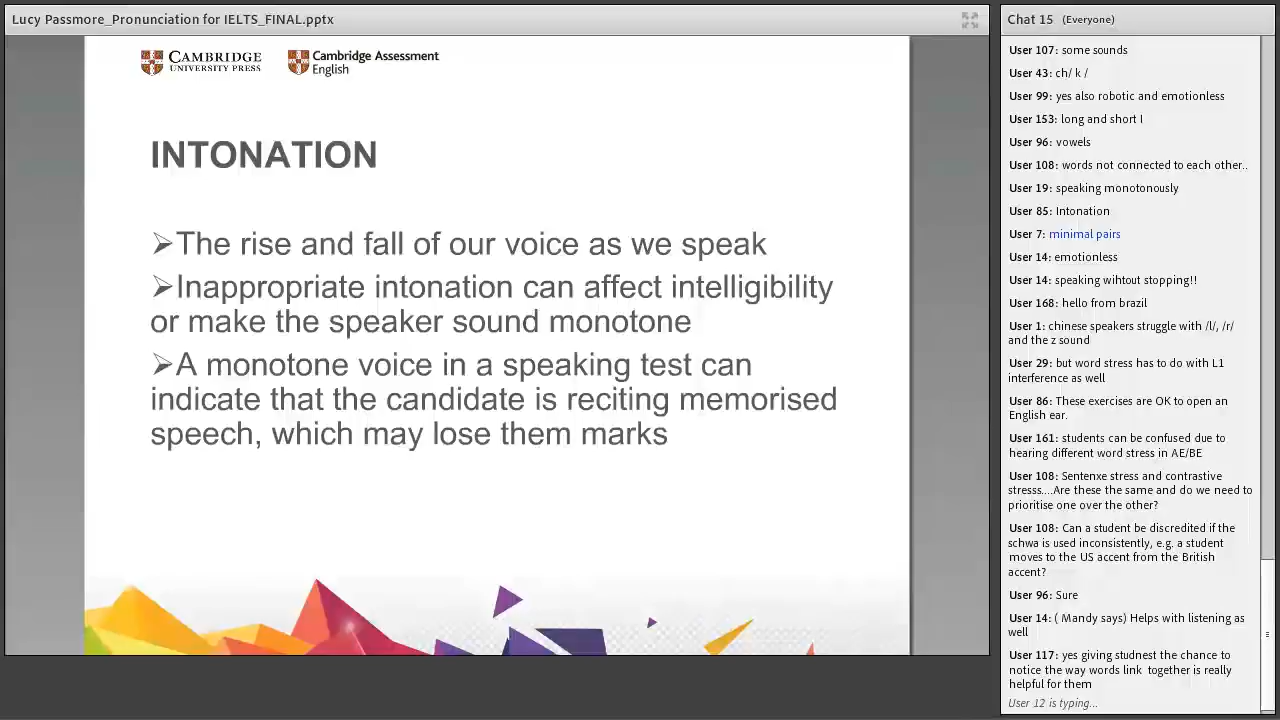 Lucy Passmore_Pronunciation for IELTS_FINAL.pptx
CAMBRIDGE
UNIVERSITY PRESS
Cambridge Assessment
English
INTONATION
➢The rise and fall of our voice as we speak
➢Inappropriate intonation can affect intelligibility
or make the speaker sound monotone
➢A monotone voice in a speaking test can
indicate that the candidate is reciting memorised
speech, which may lose them marks
Chat 15 (Everyone)
User 107: some sounds
User 43: ch/ k /
User 99: yes also robotic and emotionless
User 153: long and short I
User 96: vowels
User 108: words not connected to each other..
User 19: speaking monotonously
User 85: Intonation
User 7: minimal pairs
User 14: emotionless
User 14: speaking wihtout stopping!!
User 168: hello from brazil
User 1: chinese speakers struggle with /l/, /r/
and the z sound
User 29: but word stress has to do with L1
interference as well
User 86: These exercises are OK to open an
English ear.
User 161: students can be confused due to
hearing different word stress in AE/BE
User 108: Sentenxe stress and contrastive
stresss....Are these the same and do we need to
prioritise one over the other?
User 108: Can a student be discredited if the
schwa is used inconsistently, e.g. a student
moves to the US accent from the British
accent?
User 96: Sure
User 14: ( Mandy says) Helps with listening as
well
User 117: yes giving studnest the chance to
notice the way words link together is really
helpful for them
User 12 is typing...